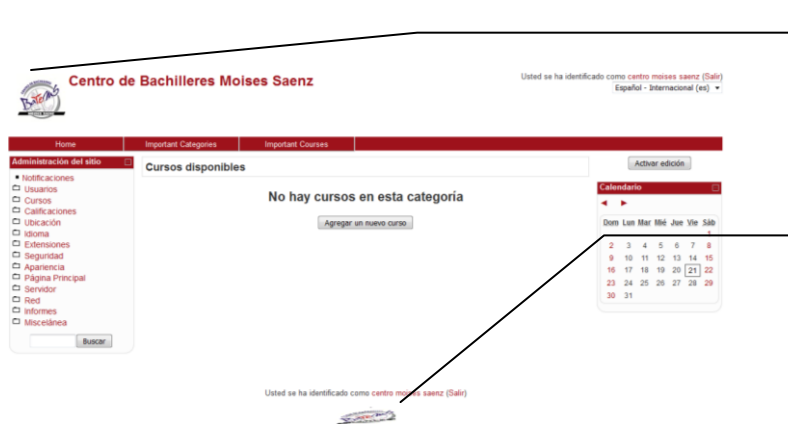 Usted se ha identificado como centro moises saenz (Salir)
Centro de Bachilleres Moises Saenz
Español - Internacional (es)
Home Important Categories Important Courses
Administración del sitio
Notificaciones
Usuarios
Cursos
Calificaciones
Ubicación
Idioma
Extensiones
Seguridad
Apariencia
Página Principal
Servidor
Red
Informes
Miscelánea
Buscar
Cursos disponibles
No hay cursos en esta categoría
Agregar un nuevo curso
Activar edición
Calendario
Dom Lun Mar Mié Jue Vie Sáb
1
2 3 4 5 6 7 8
9 10 11 12 13 14 15
16 17 18 19 20 21 22
23 24 25 26 27 28 29
30 31
Usted se ha identificado como centro moises saenz (Salir)